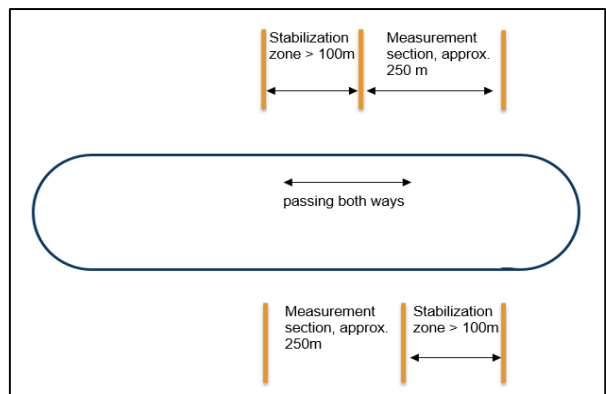 Stabilization
zone > 100m
Measurement
section, approx.
250 m
passing both ways
Measurement
section, approx.
250m
Stabilization
zone > 100m